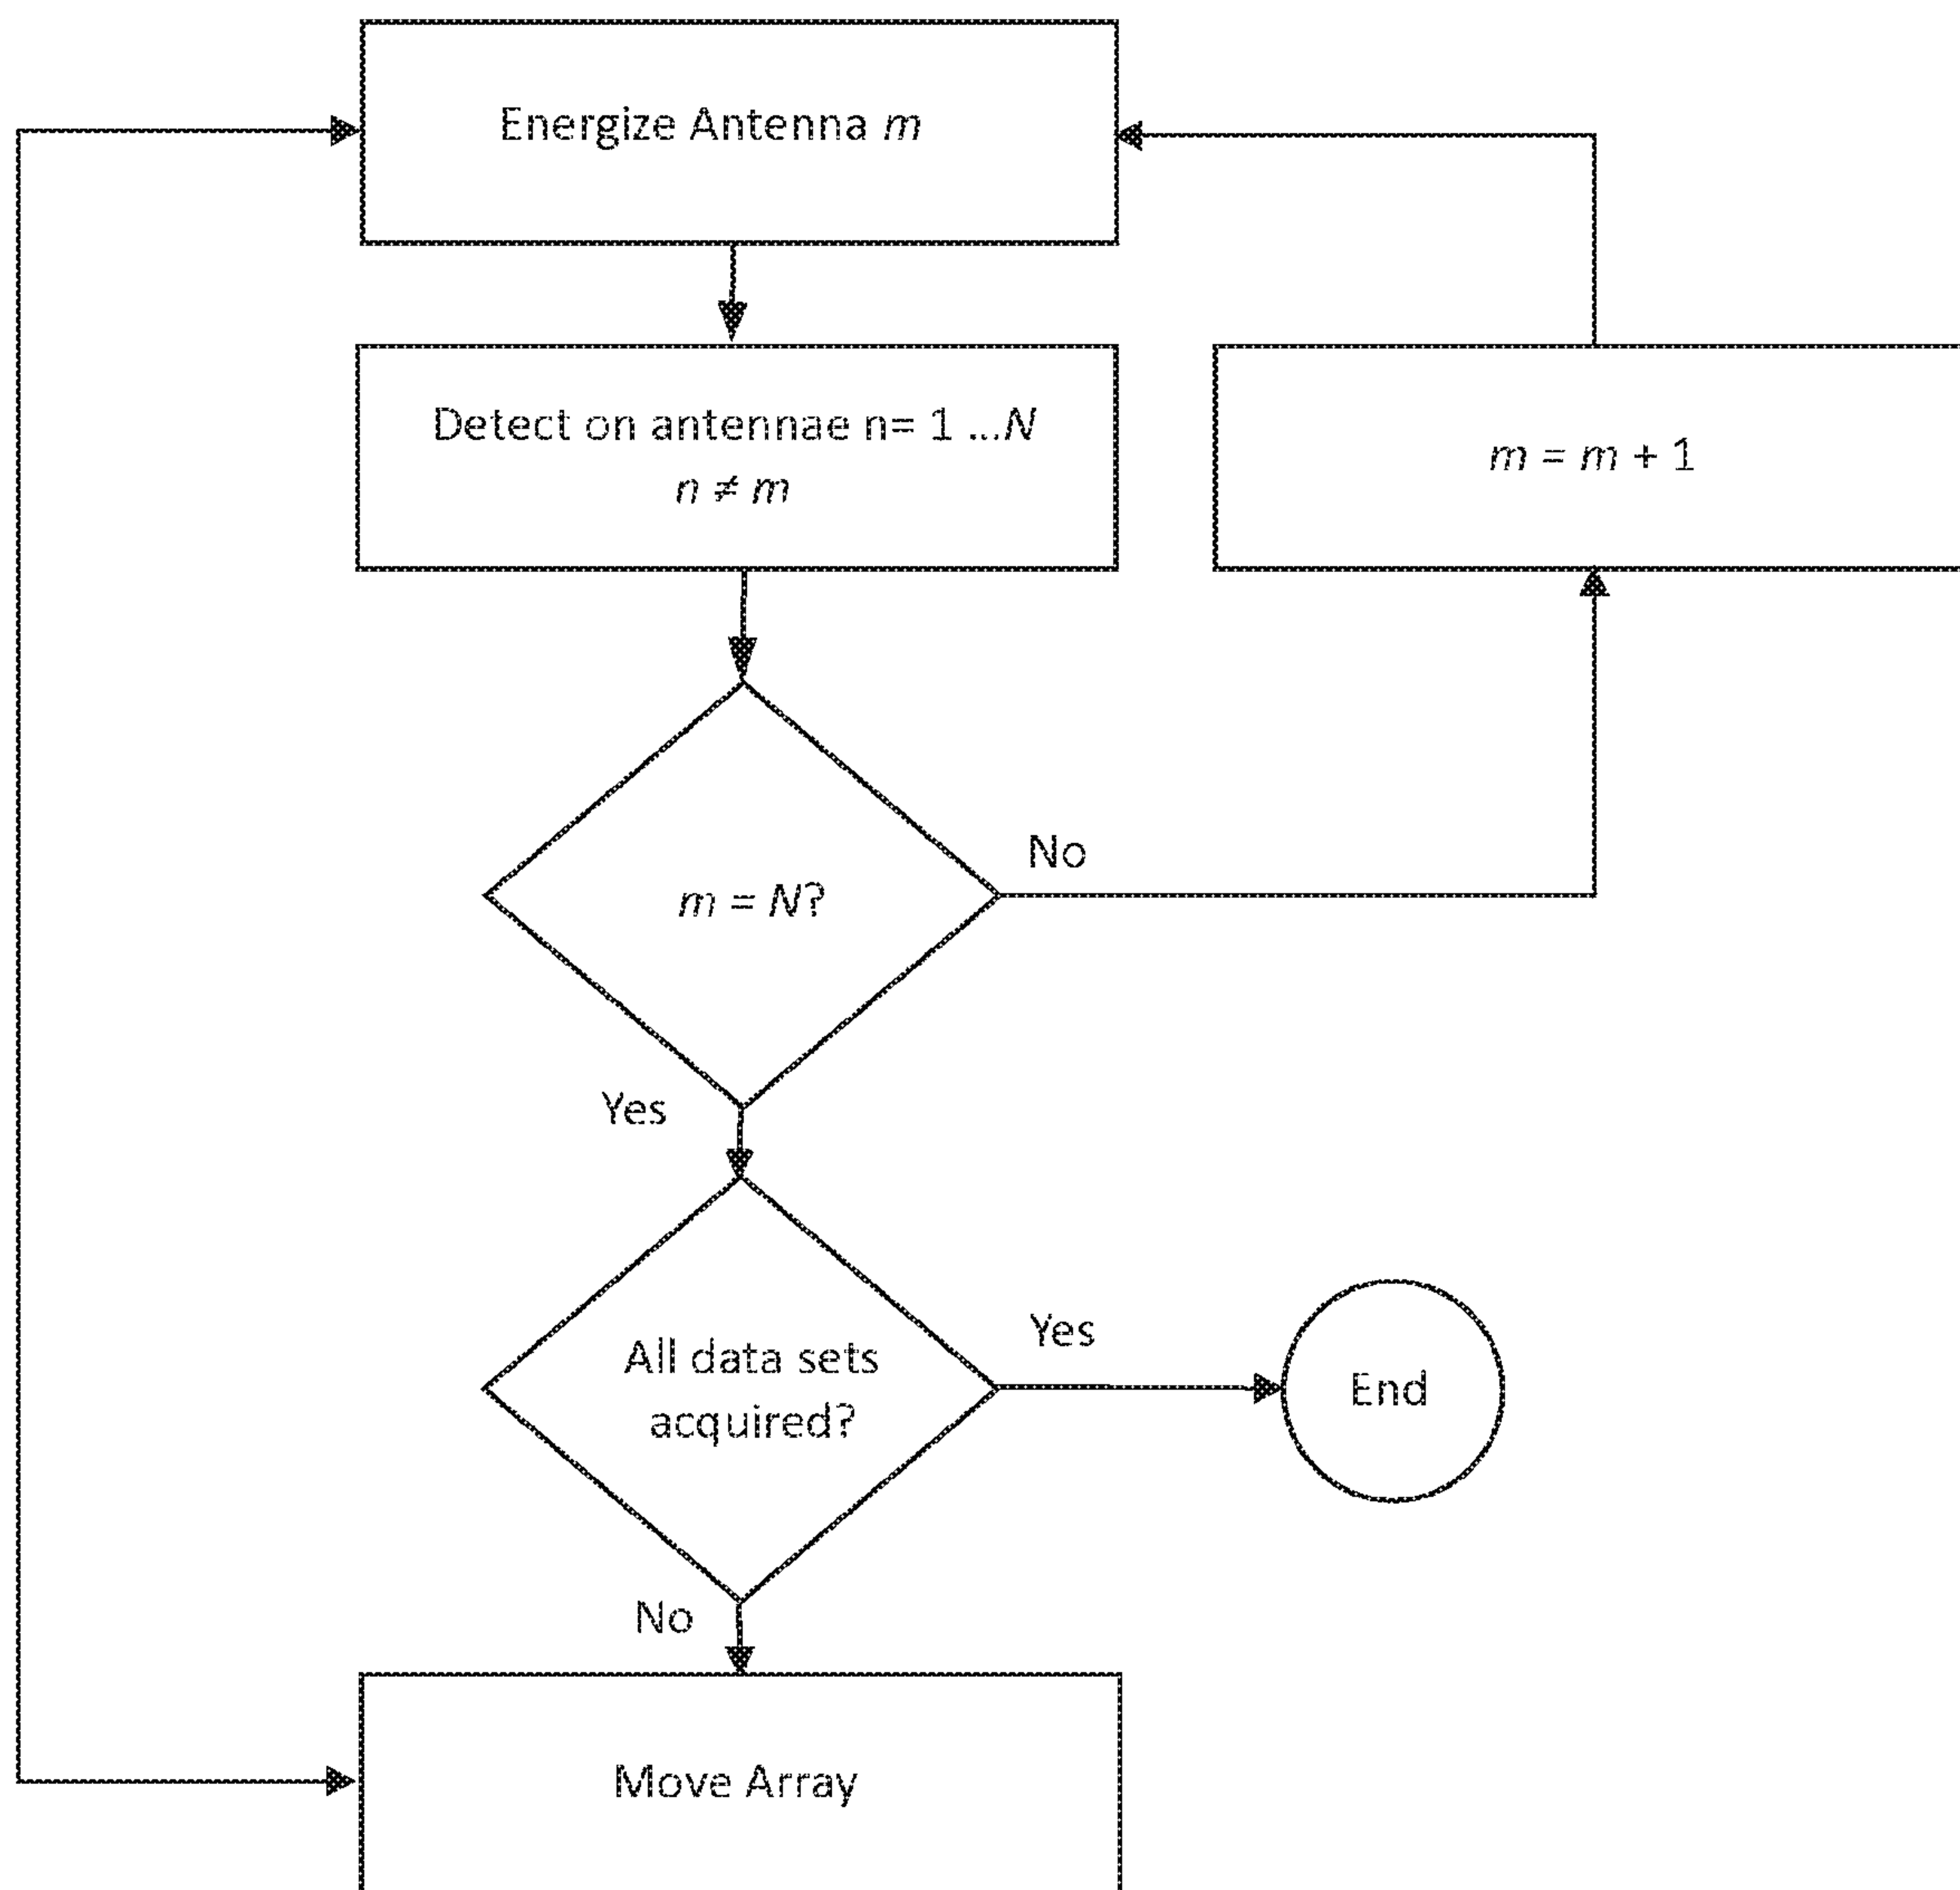 Energize Antenna m
Detect on antennae n= 1 ...N
n ≠ m
m = m + 1
m = N?
No
Yes
All data sets
acquired?
Yes
End
No
Move Array